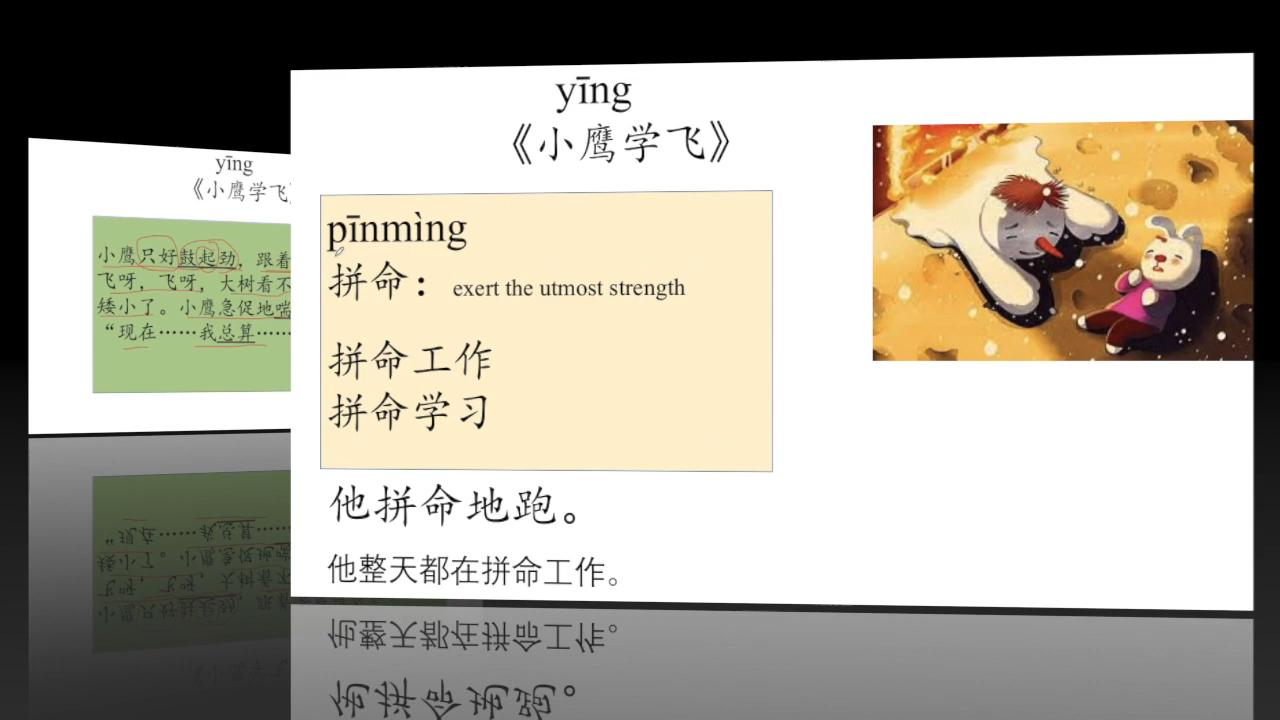 yīng
《小鹰学飞
小鹰只好鼓起劲，跟着
飞呀，飞呀，大树看不
矮小了。小鹰急促地喘
“现在……我总算……
yīng
《小鹰学飞》
pīnmìng
拼命：exert the utmost strength
拼命工作
拼命学习
他拼命地跑。
他整天都在拼命工作。